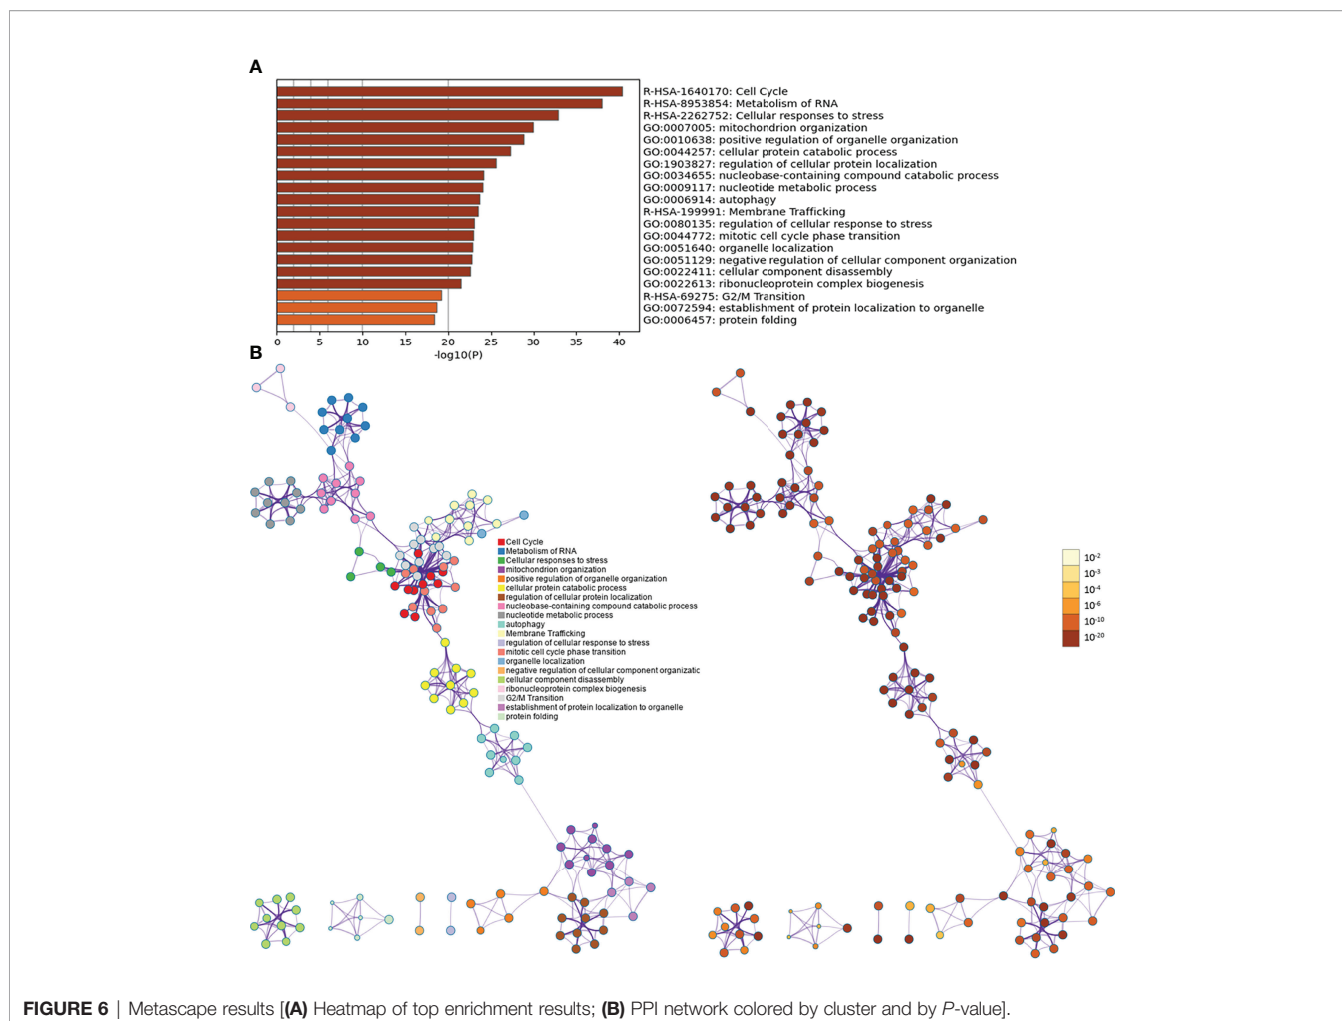 A
R-HSA-1640170: Cell Cycle
R-HSA-8953854: Metabolism of RNA
R-HSA-2262752: Cellular responses to stress
GO:0007005: mitochondrion organization
GO:0010638: positive regulation of organelle organization
GO:0044257: cellular protein catabolic process
GO:1903827: regulation of cellular protein localization
GO:0034655: nucleobase-containing compound catabolic process
GO:0009117: nucleotide metabolic process
GO:0006914: autophagy
R-HSA-199991: Membrane Trafficking
GO:0080135: regulation of cellular response to stress
GO:0044772: mitotic cell cycle phase transition
GO:0051640: organelle localization
GO:0051129: negative regulation of cellular component organization
GO:0022411: cellular component disassembly
GO:0022613: ribonucleoprotein complex biogenesis
R-HSA-69275: G2/M Transition
GO:0072594: establishment of protein localization to organelle
GO:0006457: protein folding
0 5 10 15 20 25 30 35 40
-log10(P)
B
Cell Cycle
Metabolism of RNA
Cellular responses to stress
mitochondrion organization
positive regulation of organelle organization
cellular protein catabolic process
regulation of cellular protein localization
nucleobase-containing compound catabolic process
nucleotide metabolic process
autophagy
Membrane Trafficking
regulation of cellular response to stress
mitotic cell cycle phase transition
organelle localization
negative regulation of cellular component organizatic
cellular component disassembly
ribonucleoprotein complex biogenesis
G2/M Transition
establishment of protein localization to organelle
protein folding
10-2
10-3
10-4
10-6
10-10
10-20
FIGURE 6 | Metascape results [(A) Heatmap of top enrichment results; (B) PPI network colored by cluster and by P-value].